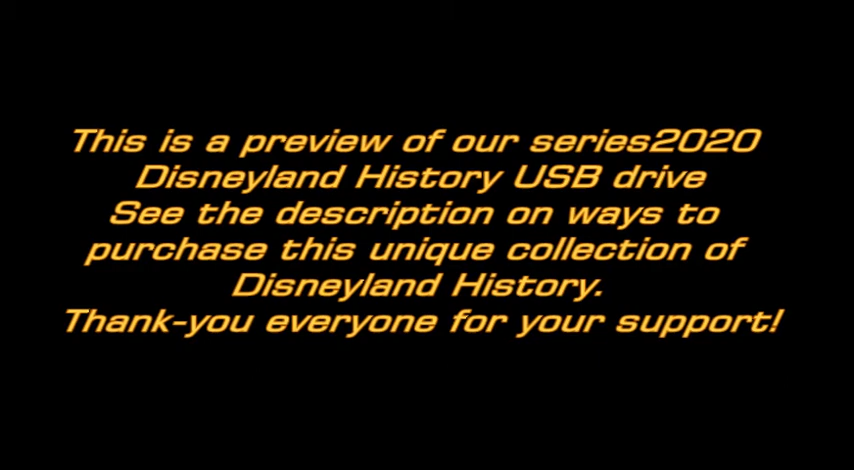 This is a preview of our series2020
Disneyland History USB drive
See the description on ways to
purchase this unique collection of
Disneyland History.
Thank-you everyone for your support!